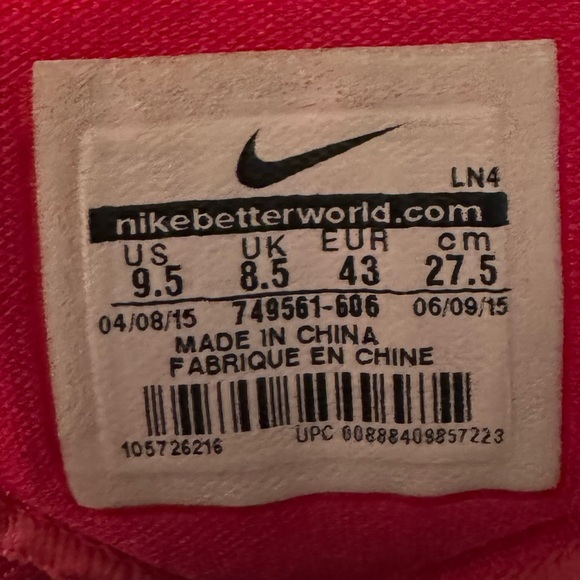 LN4
nikebetterworld.com
US UK EUR cm
9.5 8.5 43 27.5
04/08/15 749561-606 06/09/15
MADE IN CHINA
FABRIQUE EN CHINE
105726216 UPC 00888409857223